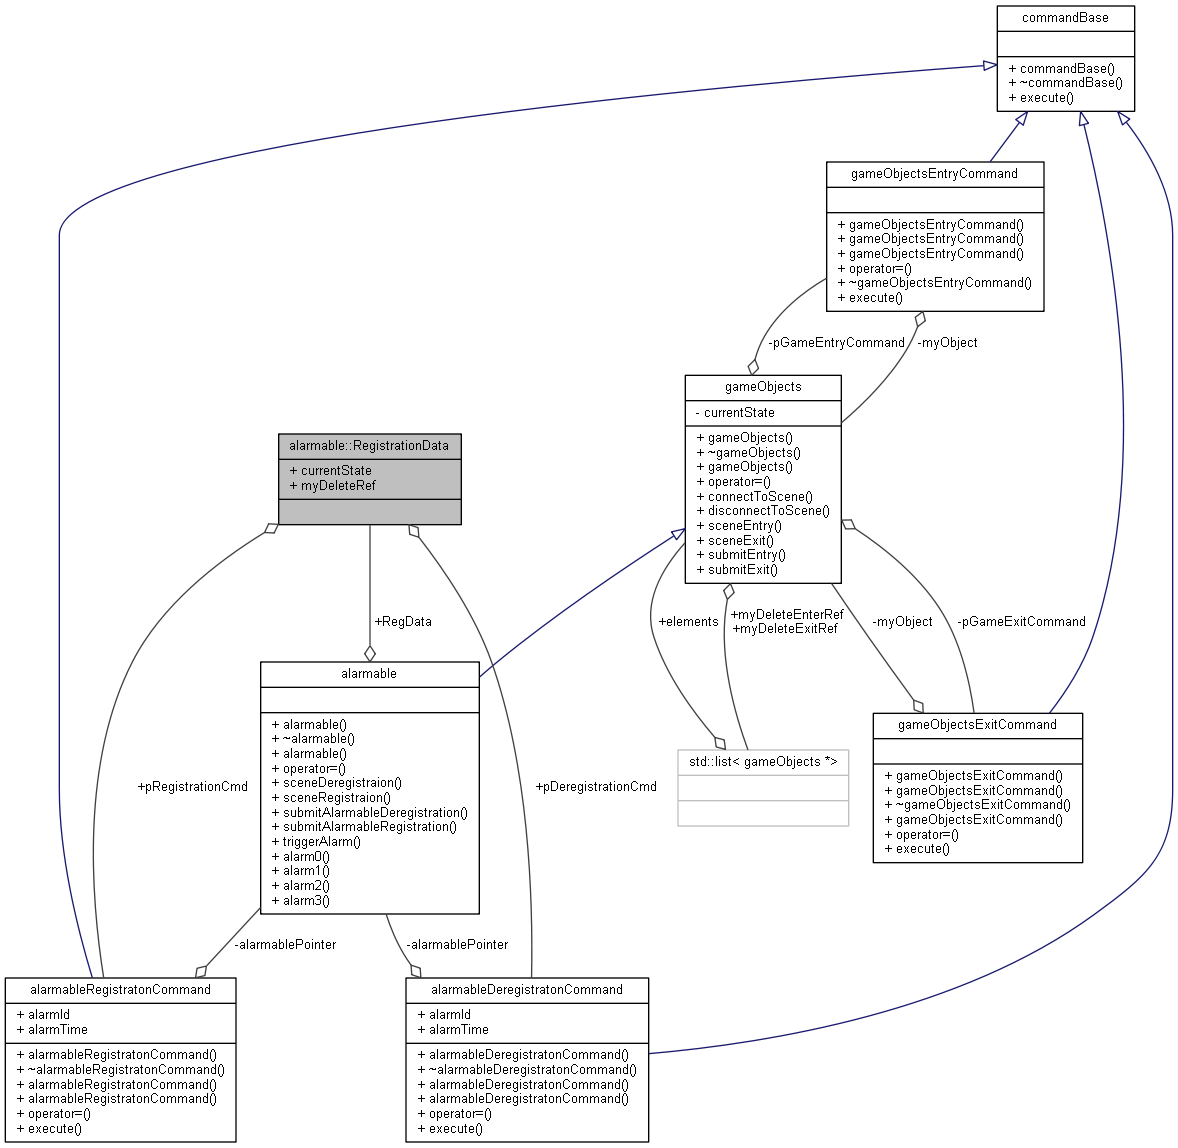 commandBase
+ commandBase()
+ ~commandBase()
+ execute()
gameObjectsEntryCommand
+ gameObjectsEntryCommand()
+ gameObjectsEntryCommand()
+ gameObjectsEntryCommand()
+ operator=()
+ ~gameObjectsEntryCommand()
+ execute()
-pGameEntryCommand
-myObject
gameObjects
- currentState
+ gameObjects()
+ ~gameObjects()
+ gameObjects()
+ operator=()
+ connectToScene()
+ disconnectToScene()
+ sceneEntry()
+ sceneExit()
+ submitEntry()
+ submitExit()
alarmable::RegistrationData
+ currentState
+ myDeleteRef
+RegData
+elements
+myDeleteEnterRef
+myDeleteExitRef
-myObject
-pGameExitCommand
alarmable
+ alarmable()
+ ~alarmable()
+ alarmable()
+ operator=()
+ sceneDeregistraion()
+ sceneRegistraion()
+ submitAlarmableDeregistration()
+ submitAlarmableRegistration()
+ triggerAlarm()
+ alarm0()
+ alarm1()
+ alarm2()
+ alarm3()
std::list< gameObjects *>
gameObjectsExitCommand
+ gameObjectsExitCommand()
+ gameObjectsExitCommand()
+ ~gameObjectsExitCommand()
+ gameObjectsExitCommand()
+ operator=()
+ execute()
+pRegistrationCmd
+pDeregistrationCmd
-alarmablePointer
-alarmablePointer
alarmableRegistratonCommand
+ alarmId
+ alarmTime
+ alarmableRegistratonCommand()
+ ~alarmableRegistratonCommand()
+ alarmableRegistratonCommand()
+ alarmableRegistratonCommand()
+ operator=()
+ execute()
alarmableDeregistratonCommand
+ alarmId
+ alarmTime
+ alarmableDeregistratonCommand()
+ ~alarmableDeregistratonCommand()
+ alarmableDeregistratonCommand()
+ alarmableDeregistratonCommand()
+ operator=()
+ execute()